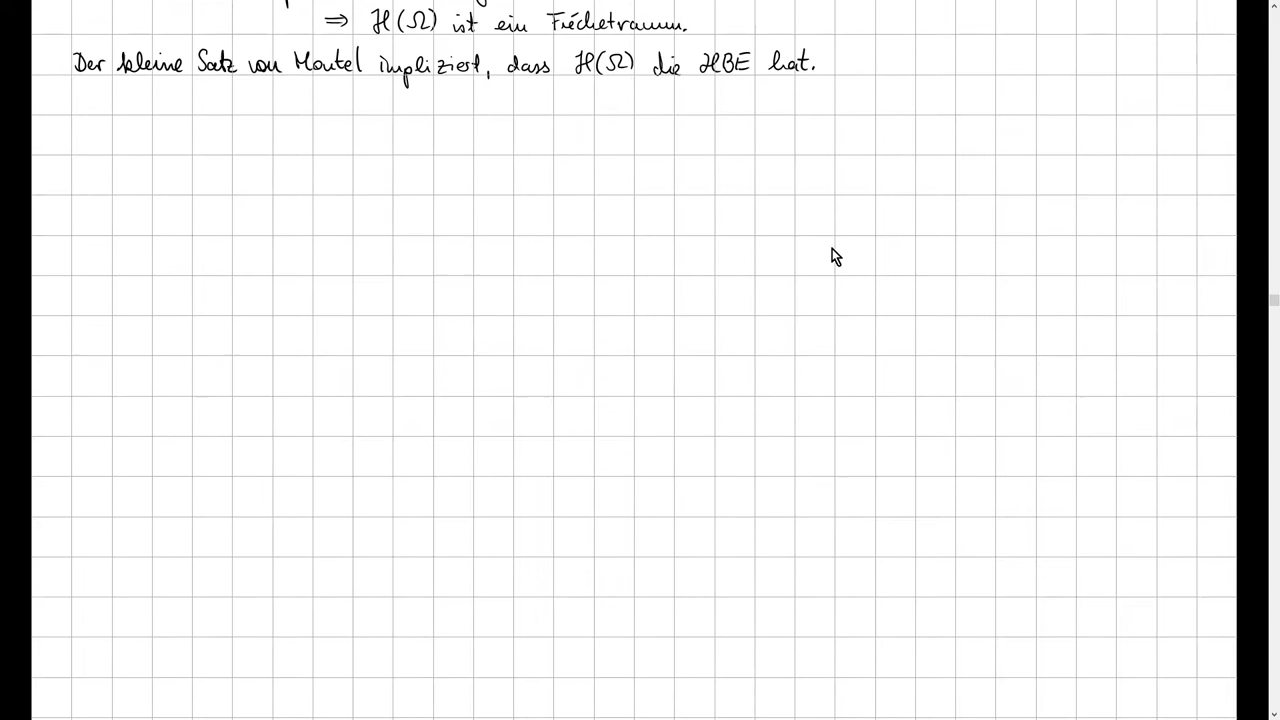 ⇒ ℋ(Ω) ist ein Fréchetraum.
Der kleine Satz von Montel impliziert, dass ℋ(Ω) die HBE hat.